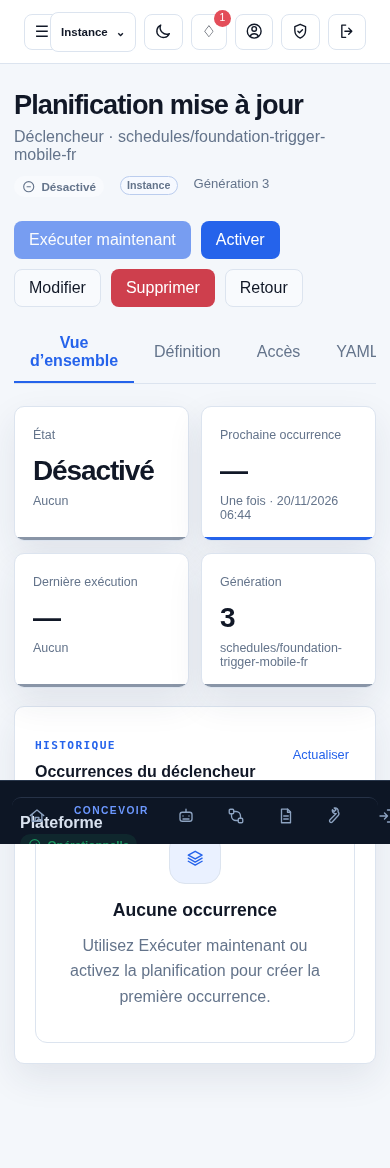 Instance
1
Planification mise à jour
Déclencheur · schedules/foundation-trigger-
mobile-fr
Désactivé
Instance
Génération 3
Exécuter maintenant
Activer
Modifier
Supprimer
Retour
Vue
d’ensemble
Définition
Accès
YAML
État
Désactivé
Aucun
Prochaine occurrence
—
Une fois · 20/11/2026
06:44
Dernière exécution
—
Aucun
Génération
3
schedules/foundation-
trigger-mobile-fr
HISTORIQUE
Actualiser
Occurrences du déclencheur
CONCEVOIR
Plateforme
Opérationnelle
Aucune occurrence
Utilisez Exécuter maintenant ou
activez la planification pour créer la
première occurrence.